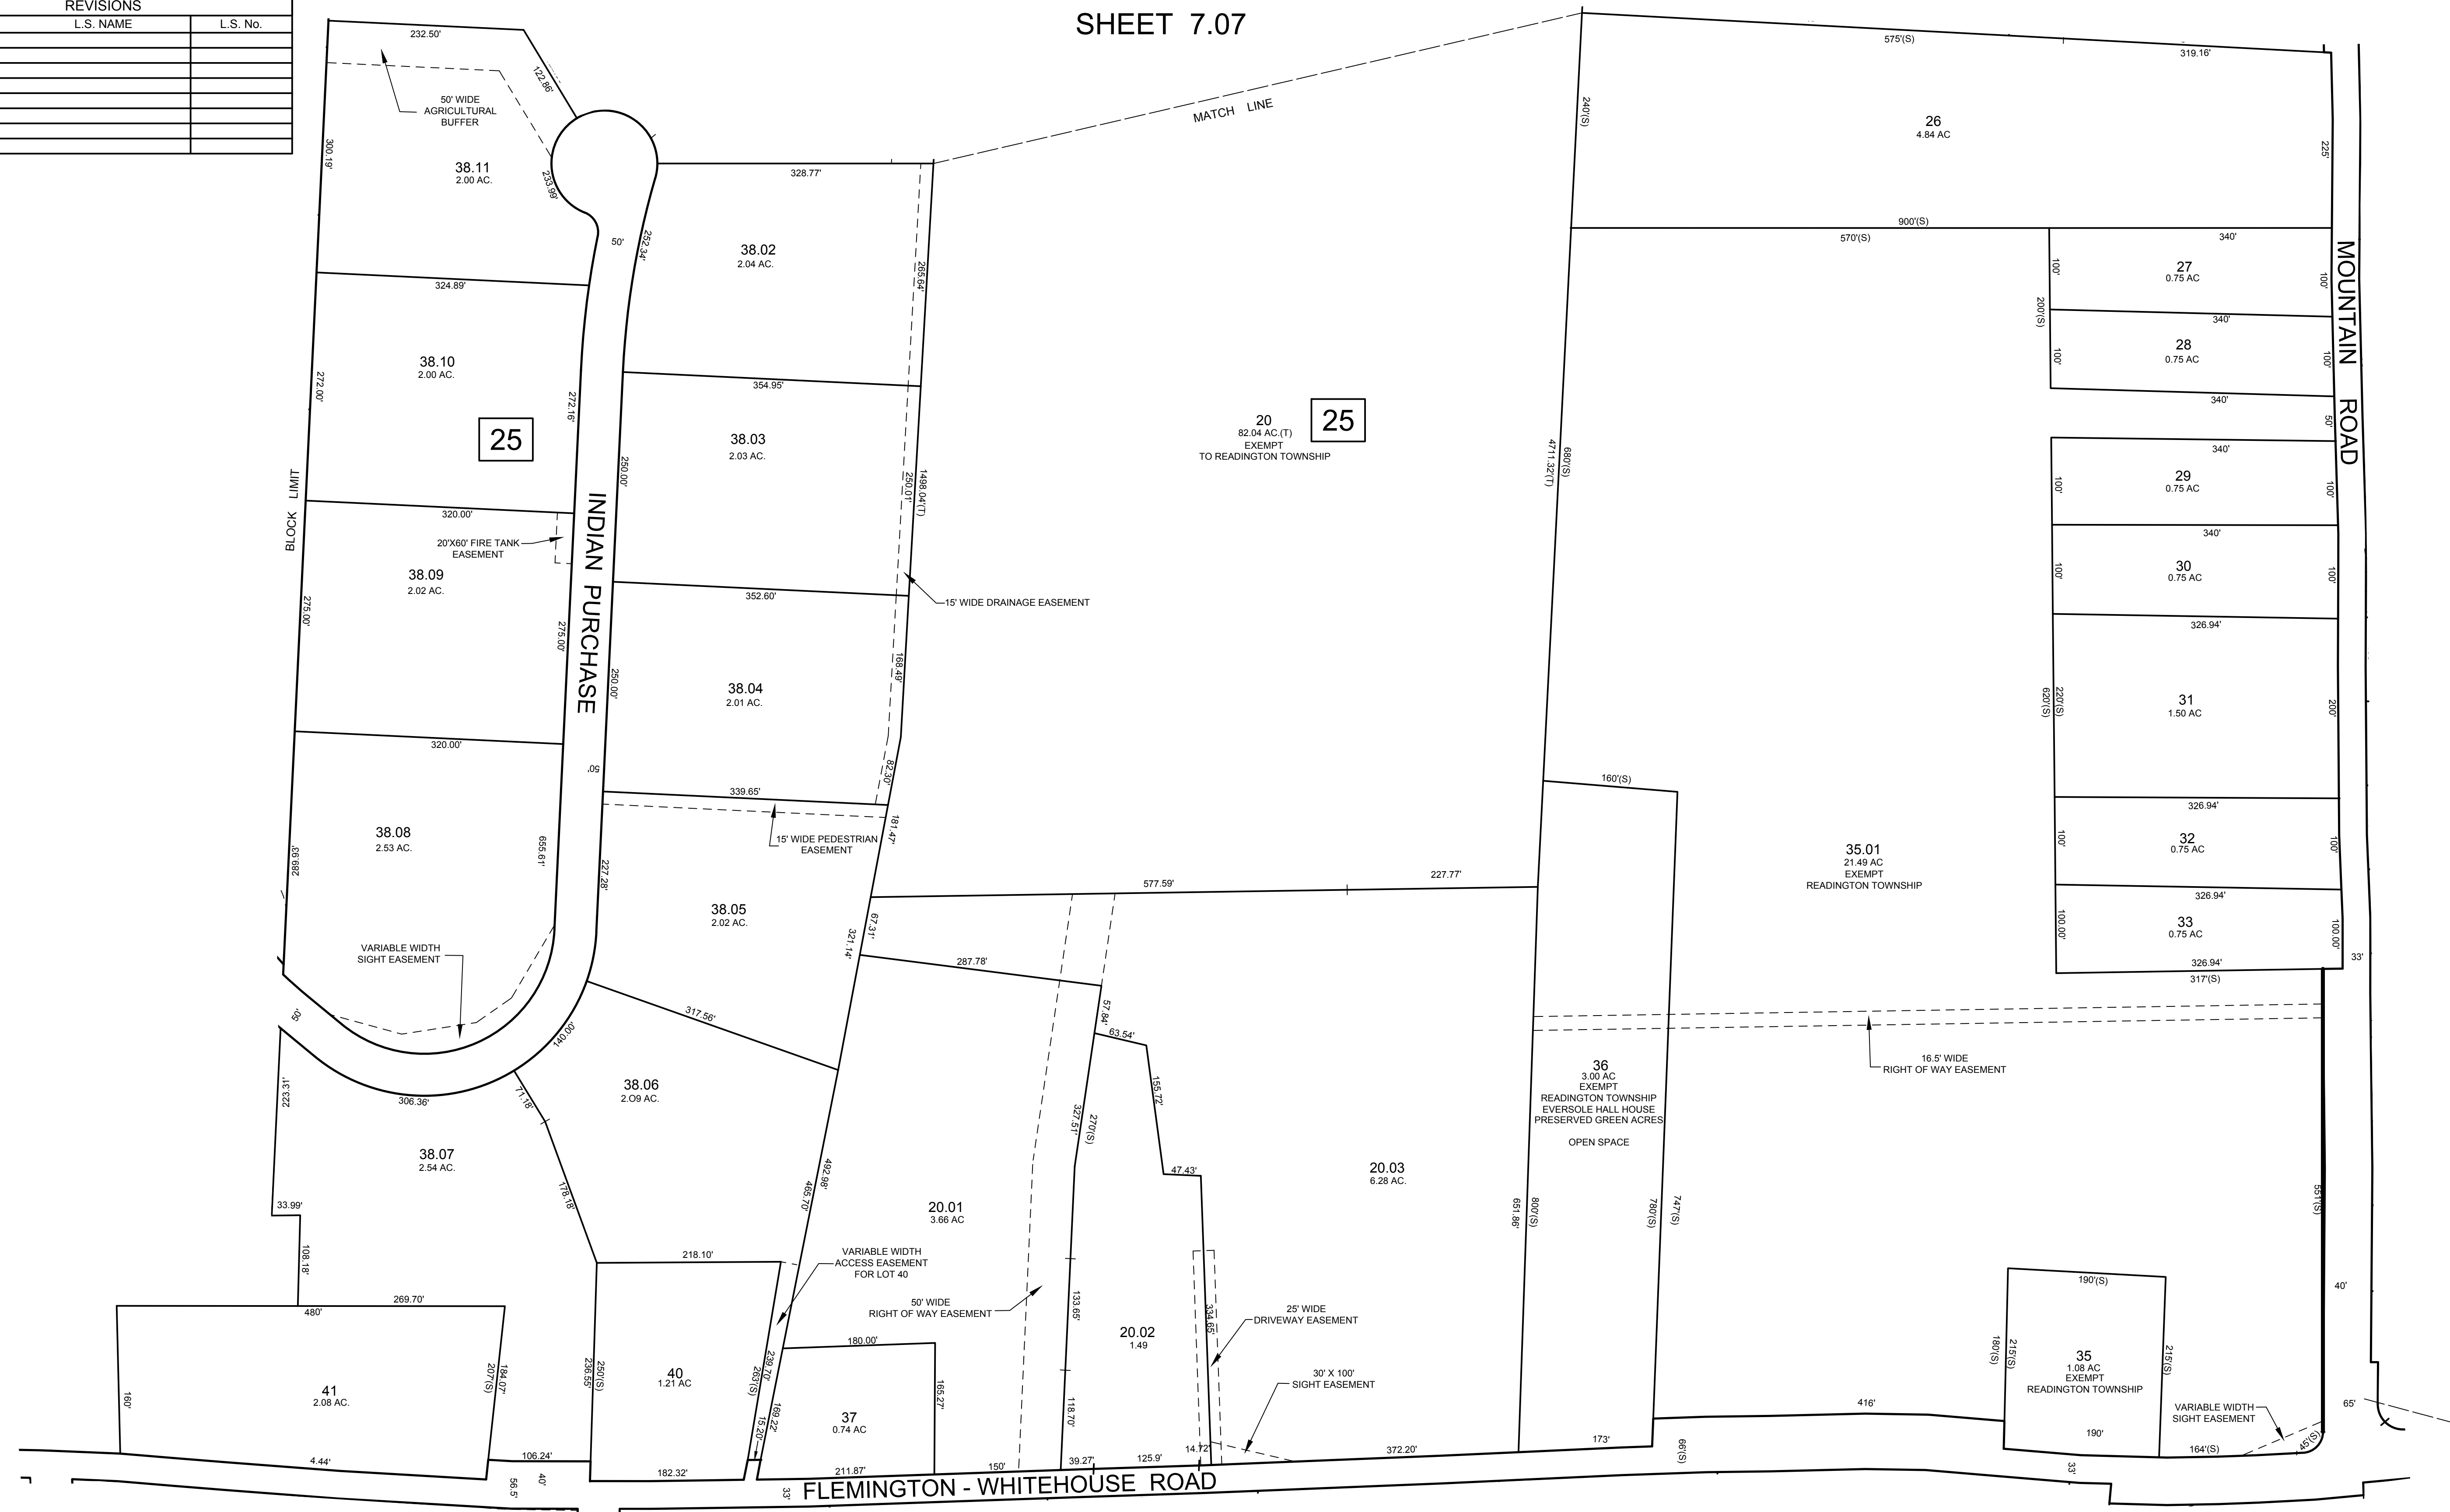 REVISIONS
L.S. NAME
L.S. No.
SHEET 7.07
MATCH LINE
232.50'
122.86'
50' WIDE
AGRICULTURAL
BUFFER
300.19'
38.11
2.00 AC.
233.99'
50'
252.34'
328.77'
38.02
2.04 AC.
265.64'
324.89'
38.10
2.00 AC.
272.00'
272.16'
25
354.95'
38.03
2.03 AC.
250.00'
250.01'
1498.04'(T)
BLOCK LIMIT
320.00'
20'X60' FIRE TANK
EASEMENT
38.09
2.02 AC.
275.00'
275.00'
INDIAN PURCHASE
352.60'
15' WIDE DRAINAGE EASEMENT
38.04
2.01 AC.
250.00'
168.49'
82.30'
320.00'
50'
339.65'
15' WIDE PEDESTRIAN
EASEMENT
181.47'
38.08
2.53 AC.
289.93'
655.61'
227.28'
38.05
2.02 AC.
67.31'
321.14'
VARIABLE WIDTH
SIGHT EASEMENT
50'
140.00'
317.56'
223.31'
306.36'
71.18'
38.06
2.O9 AC.
38.07
2.54 AC.
178.18'
33.99'
108.18'
492.98'
465.70'
218.10'
VARIABLE WIDTH
ACCESS EASEMENT
FOR LOT 40
480'
269.70'
41
2.08 AC.
160'
207'(S)
184.07'
4.44'
106.24'
56.5'
40'
236.55'
250'(S)
40
1.21 AC
263'(S)
239.70'
15.20'
169.22'
182.32'
180.00'
37
0.74 AC
165.27'
211.87'
33'
20
82.04 AC.(T)
EXEMPT
TO READINGTON TOWNSHIP
25
577.59'
227.77'
287.78'
57.84'
63.54'
155.72'
47.43'
327.51'
270'(S)
20.01
3.66 AC
50' WIDE
RIGHT OF WAY EASEMENT
133.65'
118.70'
150'
39.27'
20.02
1.49
125.9'
14.72'
334.65'
25' WIDE
DRIVEWAY EASEMENT
30' X 100'
SIGHT EASEMENT
20.03
6.28 AC.
372.20'
651.86'
800'(S)
FLEMINGTON - WHITEHOUSE ROAD
575'(S)
319.16'
240'(S)
26
4.84 AC
225'
900'(S)
570'(S)
340'
MOUNTAIN ROAD
100'
27
0.75 AC
100'
200'(S)
340'
100'
28
0.75 AC
100'
340'
50'
340'
4711.32'(T)
680'(S)
100'
29
0.75 AC
100'
340'
100'
30
0.75 AC
100'
326.94'
620'(S)
220'(S)
31
1.50 AC
200'
326.94'
100'
32
0.75 AC
100'
326.94'
100.00'
33
0.75 AC
100.00'
326.94'
317'(S)
33'
160'(S)
35.01
21.49 AC
EXEMPT
READINGTON TOWNSHIP
16.5' WIDE
RIGHT OF WAY EASEMENT
36
3.00 AC
EXEMPT
READINGTON TOWNSHIP
EVERSOLE HALL HOUSE
PRESERVED GREEN ACRES
OPEN SPACE
780'(S)
747'(S)
173'
66'(S)
416'
551'(S)
40'
190'(S)
180'(S)
215'(S)
35
1.08 AC
EXEMPT
READINGTON TOWNSHIP
215'(S)
190'
VARIABLE WIDTH
SIGHT EASEMENT
164'(S)
45'(S)
65'
33'